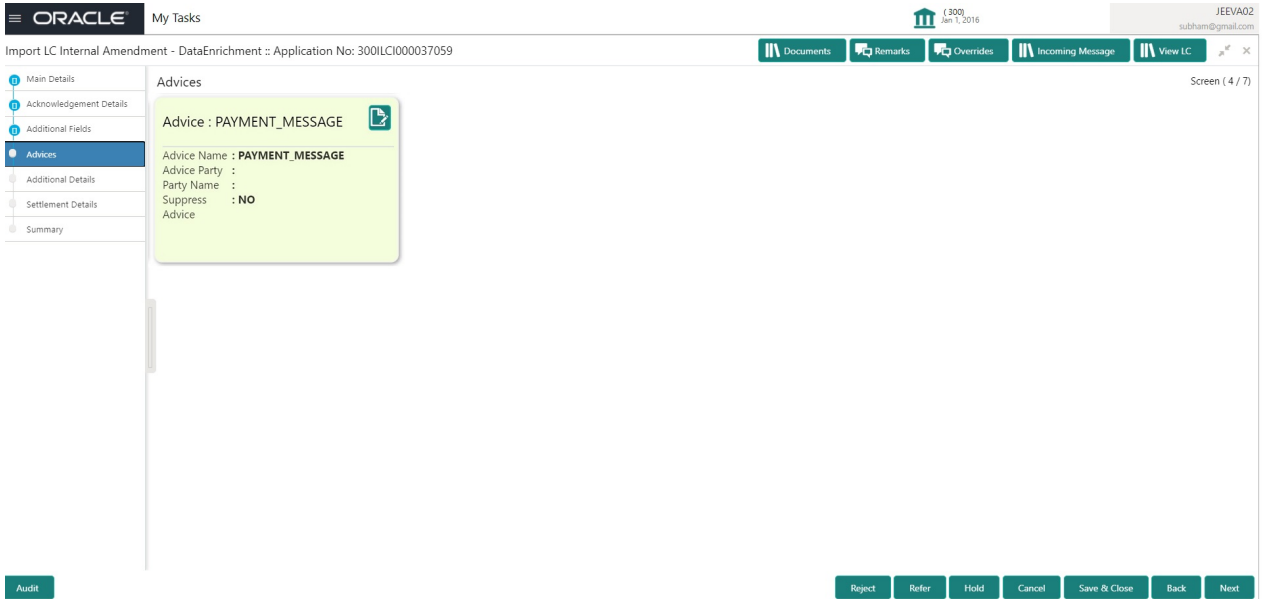 ORACLE
My Tasks
( 300)
Jan 1, 2016
JEEVA02
subham@gmail.com
Import LC Internal Amendment - DataEnrichment :: Application No: 300ILCI000037059
Documents
Remarks
Overrides
Incoming Message
View LC
Main Details
Acknowledgement Details
Additional Fields
Advices
Additional Details
Settlement Details
Summary
Advices
Screen ( 4 / 7)
Advice : PAYMENT_MESSAGE
Advice Name : PAYMENT_MESSAGE
Advice Party :
Party Name :
Suppress : NO
Advice
Audit
Reject
Refer
Hold
Cancel
Save & Close
Back
Next